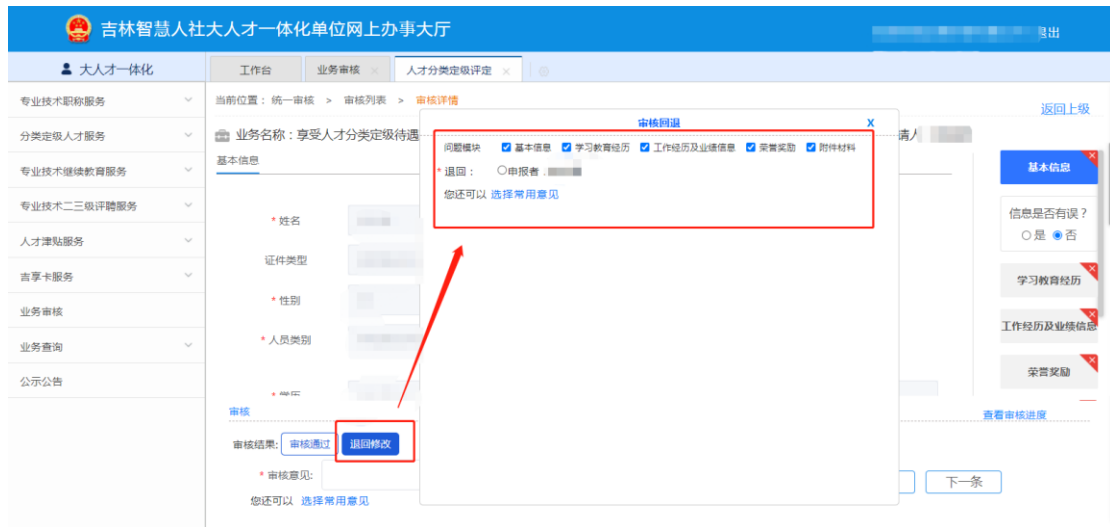 吉林智慧人社大人才一体化单位网上办事大厅
退出
大人才一体化
工作台 业务审核 × 人才分类定级评定 ×
专业技术职称服务
分类定级人才服务
专业技术继续教育服务
专业技术二三级评聘服务
人才津贴服务
吉享卡服务
业务审核
业务查询
公示公告
当前位置：统一审核 > 审核列表 > 审核详情
返回上级
业务名称：享受人才分类定级待遇
请人
基本信息
* 姓名
证件类型
* 性别
* 人员类别
* 学历
审核回退 X
问题模块 基本信息 学习教育经历 工作经历及业绩信息 荣誉奖励 附件材料
* 退回： 申报者：
您还可以 选择常用意见
基本信息
信息是否有误？
是 否
学习教育经历
工作经历及业绩信息
荣誉奖励
审核
查看审核进度
审核结果: 审核通过 退回修改
* 审核意见:
您还可以 选择常用意见
下一条